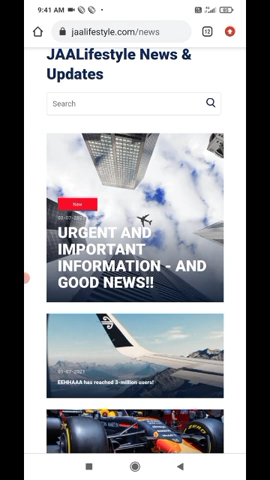 9:41 AM
jaalifestyle.com/news
12
JAALifestyle News &
Updates
Search
New
URGENT AND
IMPORTANT
INFORMATION - AND
GOOD NEWS!!
EEHHAAA has reached 3-million users!